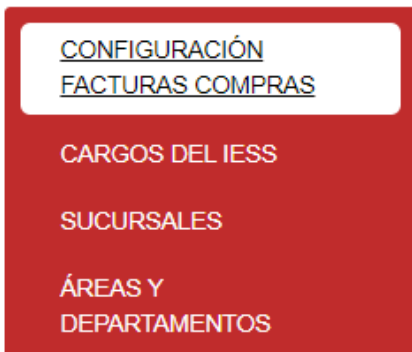 CONFIGURACIÓN
FACTURAS COMPRAS
CARGOS DEL IESS
SUCURSALES
ÁREAS Y
DEPARTAMENTOS